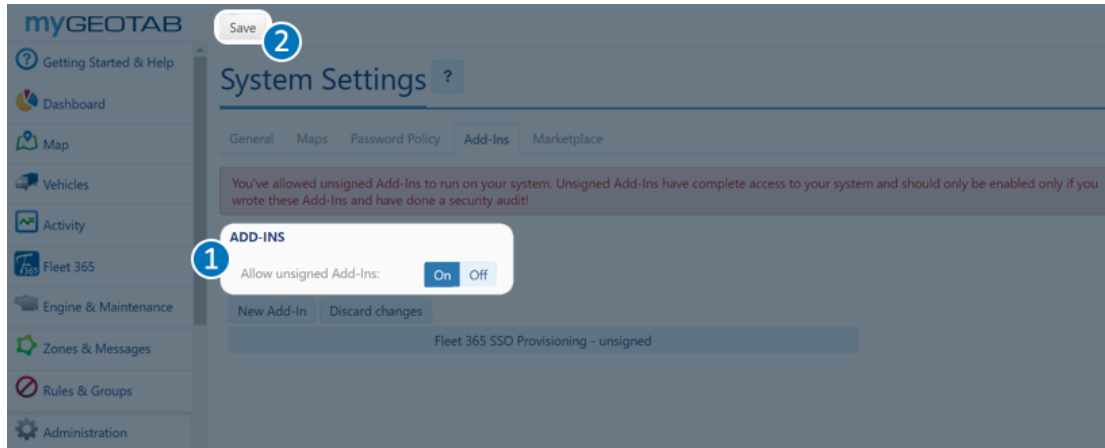 myGEOTAB
Save
2
Getting Started & Help
System Settings ?
Dashboard
General Maps Password Policy Add-Ins Marketplace
Map
Vehicles
You've allowed unsigned Add-Ins to run on your system. Unsigned Add-Ins have complete access to your system and should only be enabled only if you
wrote these Add-Ins and have done a security audit!
Activity
ADD-INS
1
Allow unsigned Add-Ins: On Off
Fleet 365
Engine & Maintenance
New Add-In Discard changes
Fleet 365 SSO Provisioning - unsigned
Zones & Messages
Rules & Groups
Administration